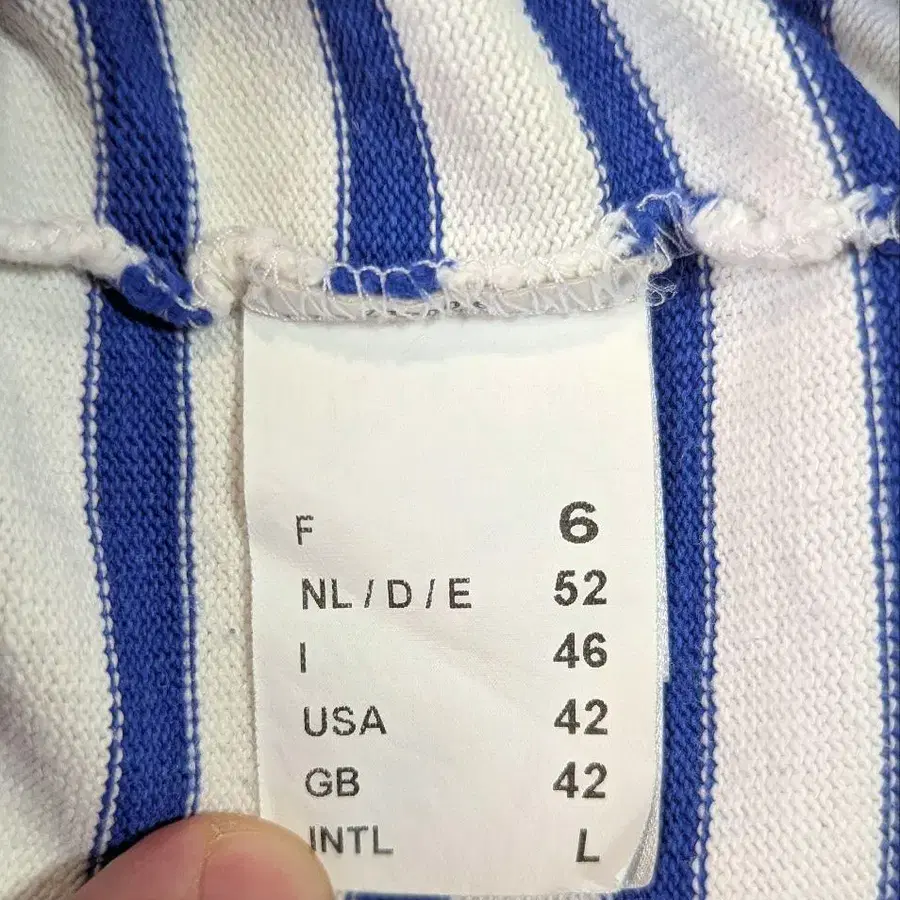 F 6
NL / D / E 52
I 46
USA 42
GB 42
INTL L